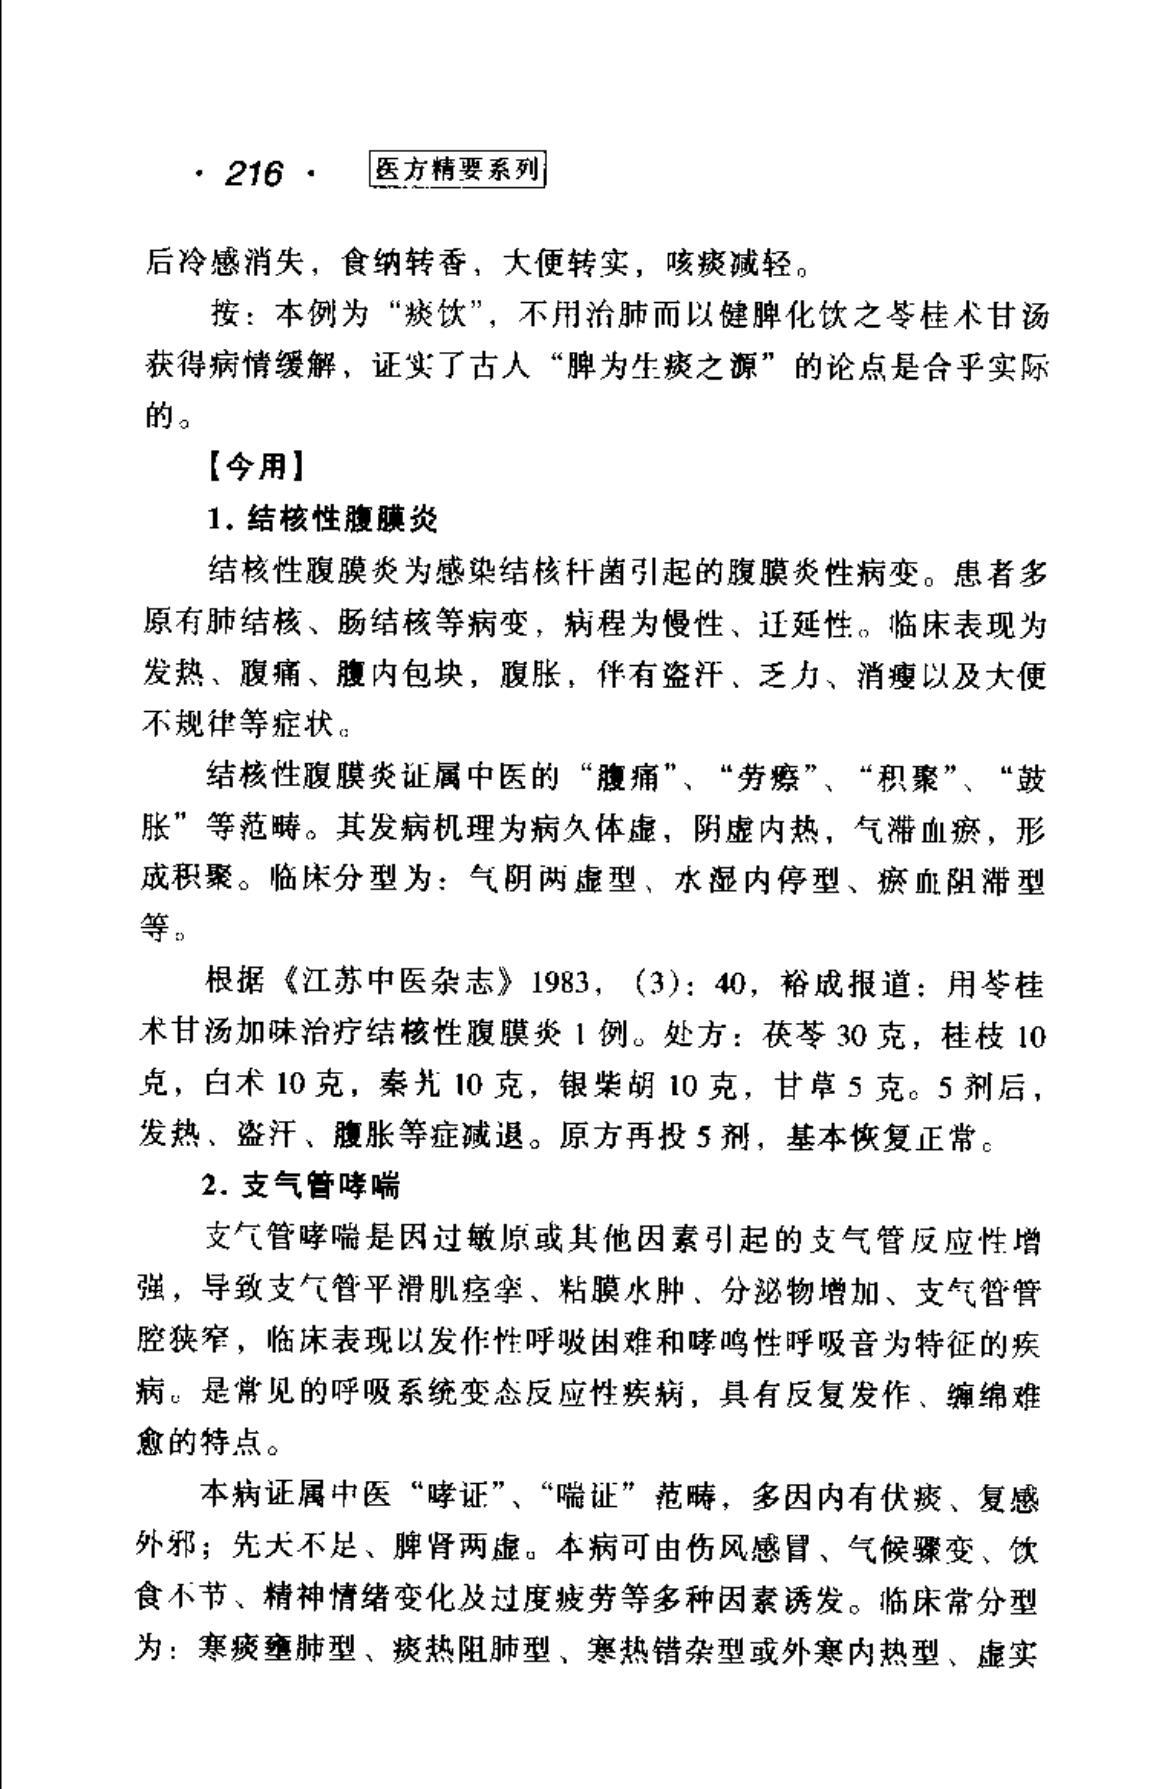 · 216 · 医方精要系列
后冷感消失，食纳转香，大便转实，咳痰减轻。
按：本例为“痰饮”，不用治肺而以健脾化饮之苓桂术甘汤
获得病情缓解，证实了古人“脾为生痰之源”的论点是合乎实际
的。
【今用】
1. 结核性腹膜炎
结核性腹膜炎为感染结核秆菌引起的腹膜炎性病变。患者多
原有肺结核、肠结核等病变，病程为慢性、迁延性。临床表现为
发热、腹痛、腹内包块，腹胀，伴有盗汗、乏力、消瘦以及大便
不规律等症状。
结核性腹膜炎证属中医的“腹痛”、“劳瘵”、“积聚”、“鼓
胀”等范畴。其发病机理为病久体虚，阴虚内热，气滞血瘀，形
成积聚。临床分型为：气阴两虚型、水湿内停型、瘀血阻滞型
等。
根据《江苏中医杂志》1983，（3）：40，裕成报道：用苓桂
术甘汤加味治疗结核性腹膜炎 1 例。处方：茯苓 30 克，桂枝 10
克，白术 10 克，秦艽 10 克，银柴胡 10 克，甘草 5 克。5 剂后，
发热、盗汗、腹胀等症减退。原方再投 5 剂，基本恢复正常。
2. 支气管哮喘
支气管哮喘是因过敏原或其他因素引起的支气管反应性增
强，导致支气管平滑肌痉挛、粘膜水肿、分泌物增加、支气管管
腔狭窄，临床表现以发作性呼吸困难和哮鸣性呼吸音为特征的疾
病。是常见的呼吸系统变态反应性疾病，具有反复发作、缠绵难
愈的特点。
本病证属中医“哮证”、“喘证”范畴，多因内有伏痰、复感
外邪；先天不足、脾肾两虚。本病可由伤风感冒、气候骤变、饮
食不节、精神情绪变化及过度疲劳等多种因素诱发。临床常分型
为：寒痰壅肺型、痰热阻肺型、寒热错杂型或外寒内热型、虚实